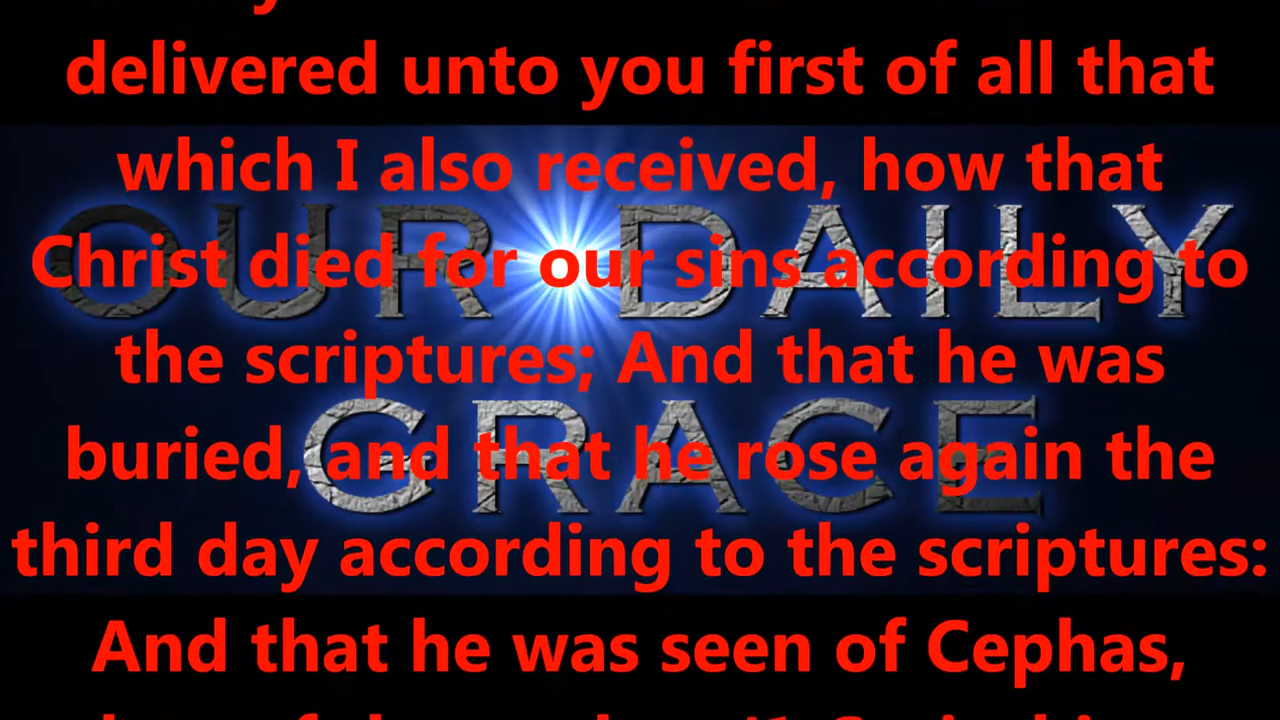 delivered unto you first of all that
which I also received, how that
OUR DAILY
Christ died for our sins according to
the scriptures; And that he was
GRACE
buried, and that he rose again the
third day according to the scriptures:
And that he was seen of Cephas,